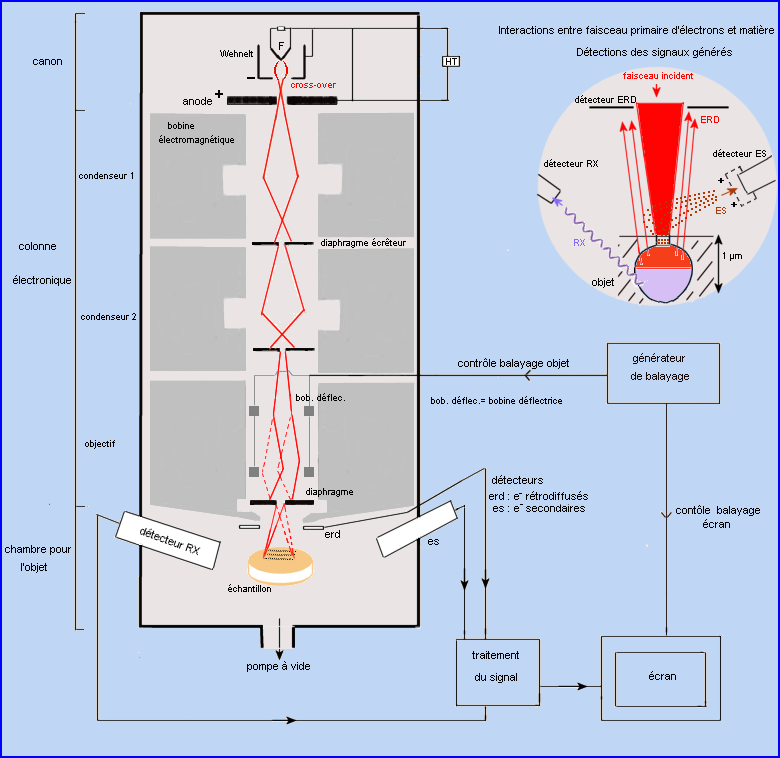 Interactions entre faisceau primaire d'électrons et matière
Détections des signaux générés
faisceau incident
détecteur ERD
ERD
détecteur RX
détecteur ES
+
+
ES
RX
objet
1 µm
canon
Wehnelt
F
HT
−
cross-over
anode
+
bobine
électromagnétique
condenseur 1
diaphragme écrêteur
colonne
électronique
condenseur 2
contrôle balayage objet
générateur
de balayage
bob. déflec.
bob. déflec.= bobine déflectrice
objectif
diaphragme
détecteurs
erd : e⁻ rétrodiffusés
es : e⁻ secondaires
contôle balayage
écran
détecteur RX
erd
es
chambre pour
l'objet
échantillon
pompe à vide
traitement
du signal
écran